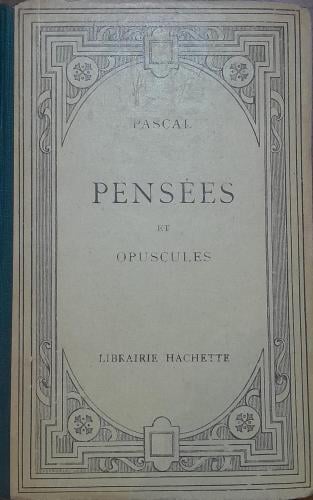 PASCAL
PENSÉES
ET
OPUSCULES
LIBRAIRIE HACHETTE